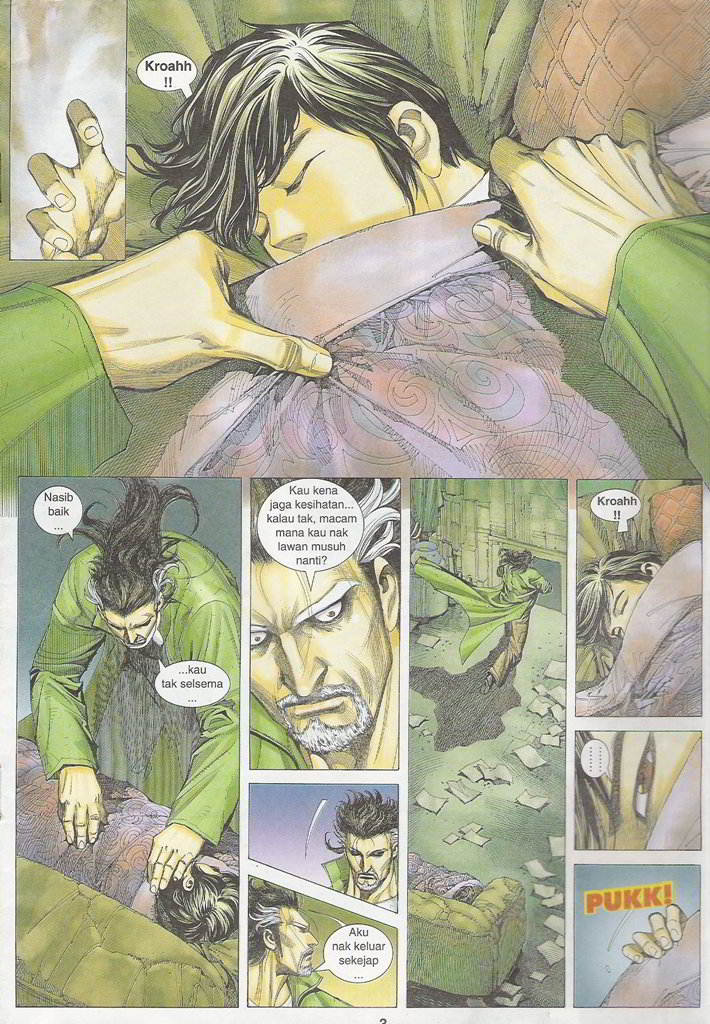 Kroahh
!!
Nasib
baik
...
...kau
tak selsema
...
Kau kena
jaga kesihatan...
kalau tak, macam
mana kau nak
lawan musuh
nanti?
Aku
nak keluar
sekejap
...
Kroahh
!!
......
PUKK!